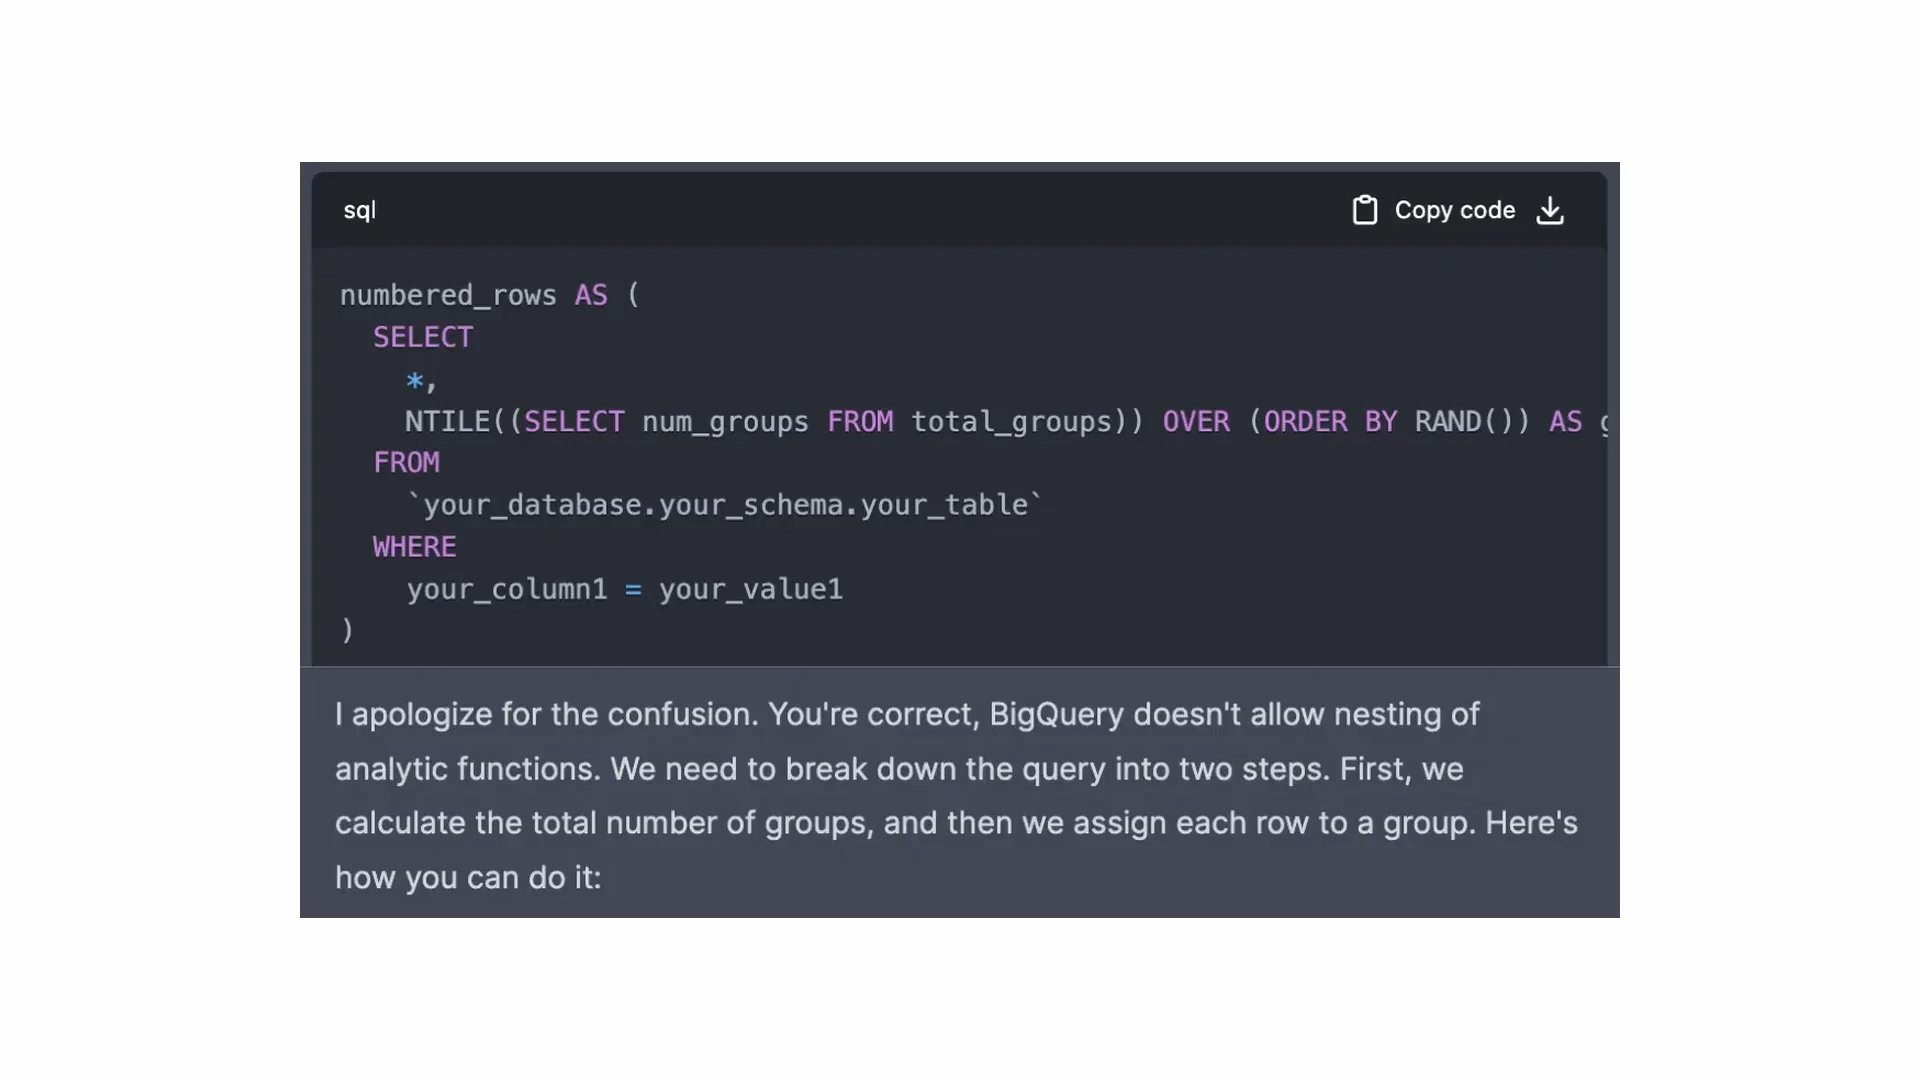 sql
Copy code
numbered_rows AS (
SELECT
*,
NTILE((SELECT num_groups FROM total_groups)) OVER (ORDER BY RAND()) AS
FROM
`your_database.your_schema.your_table`
WHERE
your_column1 = your_value1
)
I apologize for the confusion. You're correct, BigQuery doesn't allow nesting of
analytic functions. We need to break down the query into two steps. First, we
calculate the total number of groups, and then we assign each row to a group. Here's
how you can do it: